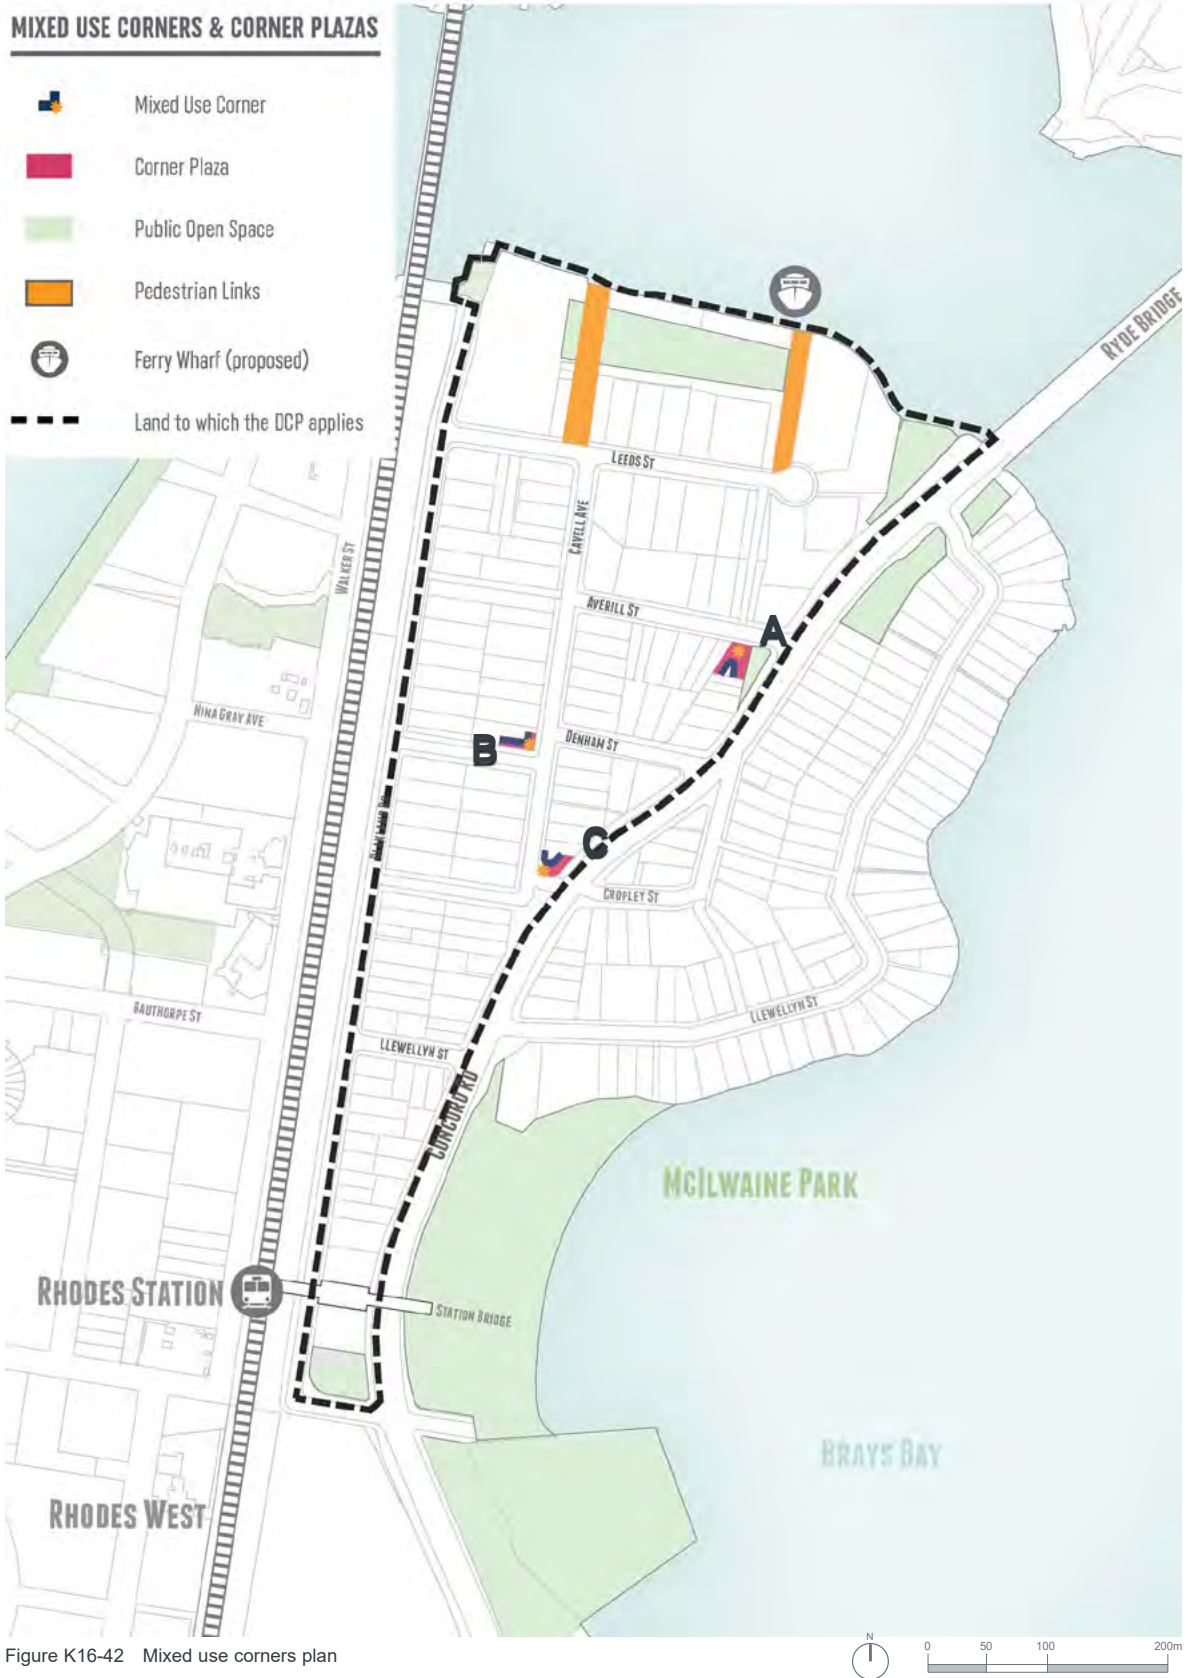 MIXED USE CORNERS & CORNER PLAZAS
Mixed Use Corner
Corner Plaza
Public Open Space
Pedestrian Links
Ferry Wharf (proposed)
Land to which the DCP applies
RYDE BRIDGE
LEEDS ST
CAVELL AVE
WALKER ST
AVERILL ST
A
NINA GRAY AVE
DENHAM ST
B
C
CROPLEY ST
GAUTHORPE ST
LLEWELLYN ST
LLEWELLYN ST
CONCORD RD
MCILWAINE PARK
RHODES STATION
STATION BRIDGE
BRAYS BAY
RHODES WEST
Figure K16-42 Mixed use corners plan
N
0 50 100 200m